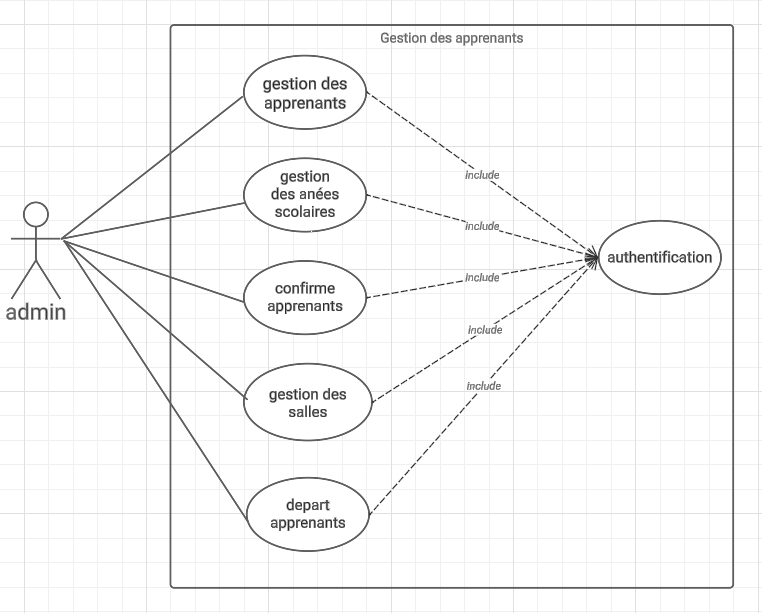 Gestion des apprenants
gestion des
apprenants
include
gestion
des anées
scolaires
include
authentification
confirme
apprenants
include
admin
include
gestion des
salles
include
depart
apprenants